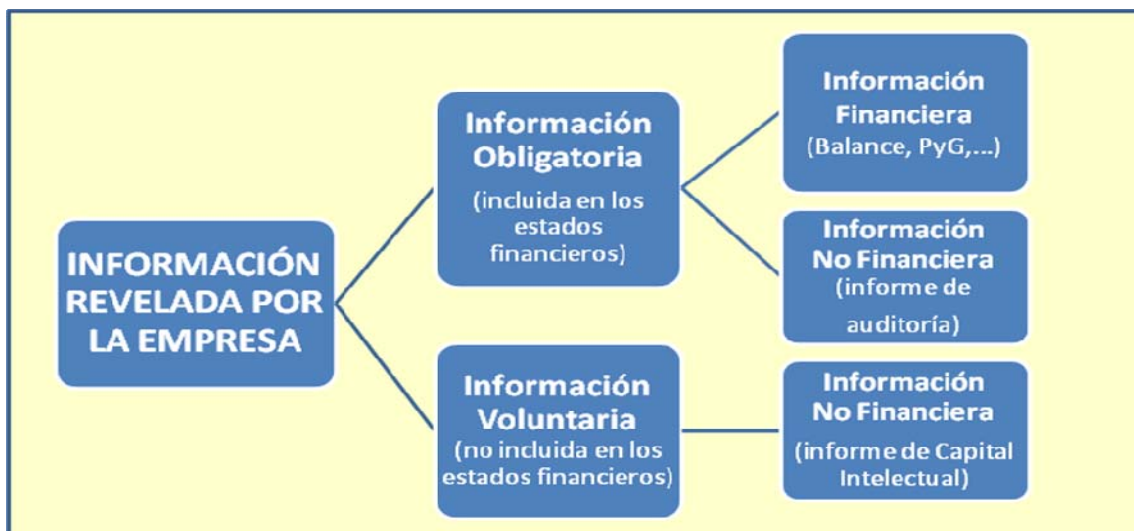 INFORMACIÓN
REVELADA POR
LA EMPRESA
Información
Obligatoria
(incluida en los
estados
financieros)
Información
Financiera
(Balance, PyG,...)
Información
No Financiera
(informe de
auditoría)
Información
Voluntaria
(no incluida en los
estados financieros)
Información
No Financiera
(informe de Capital
Intelectual)